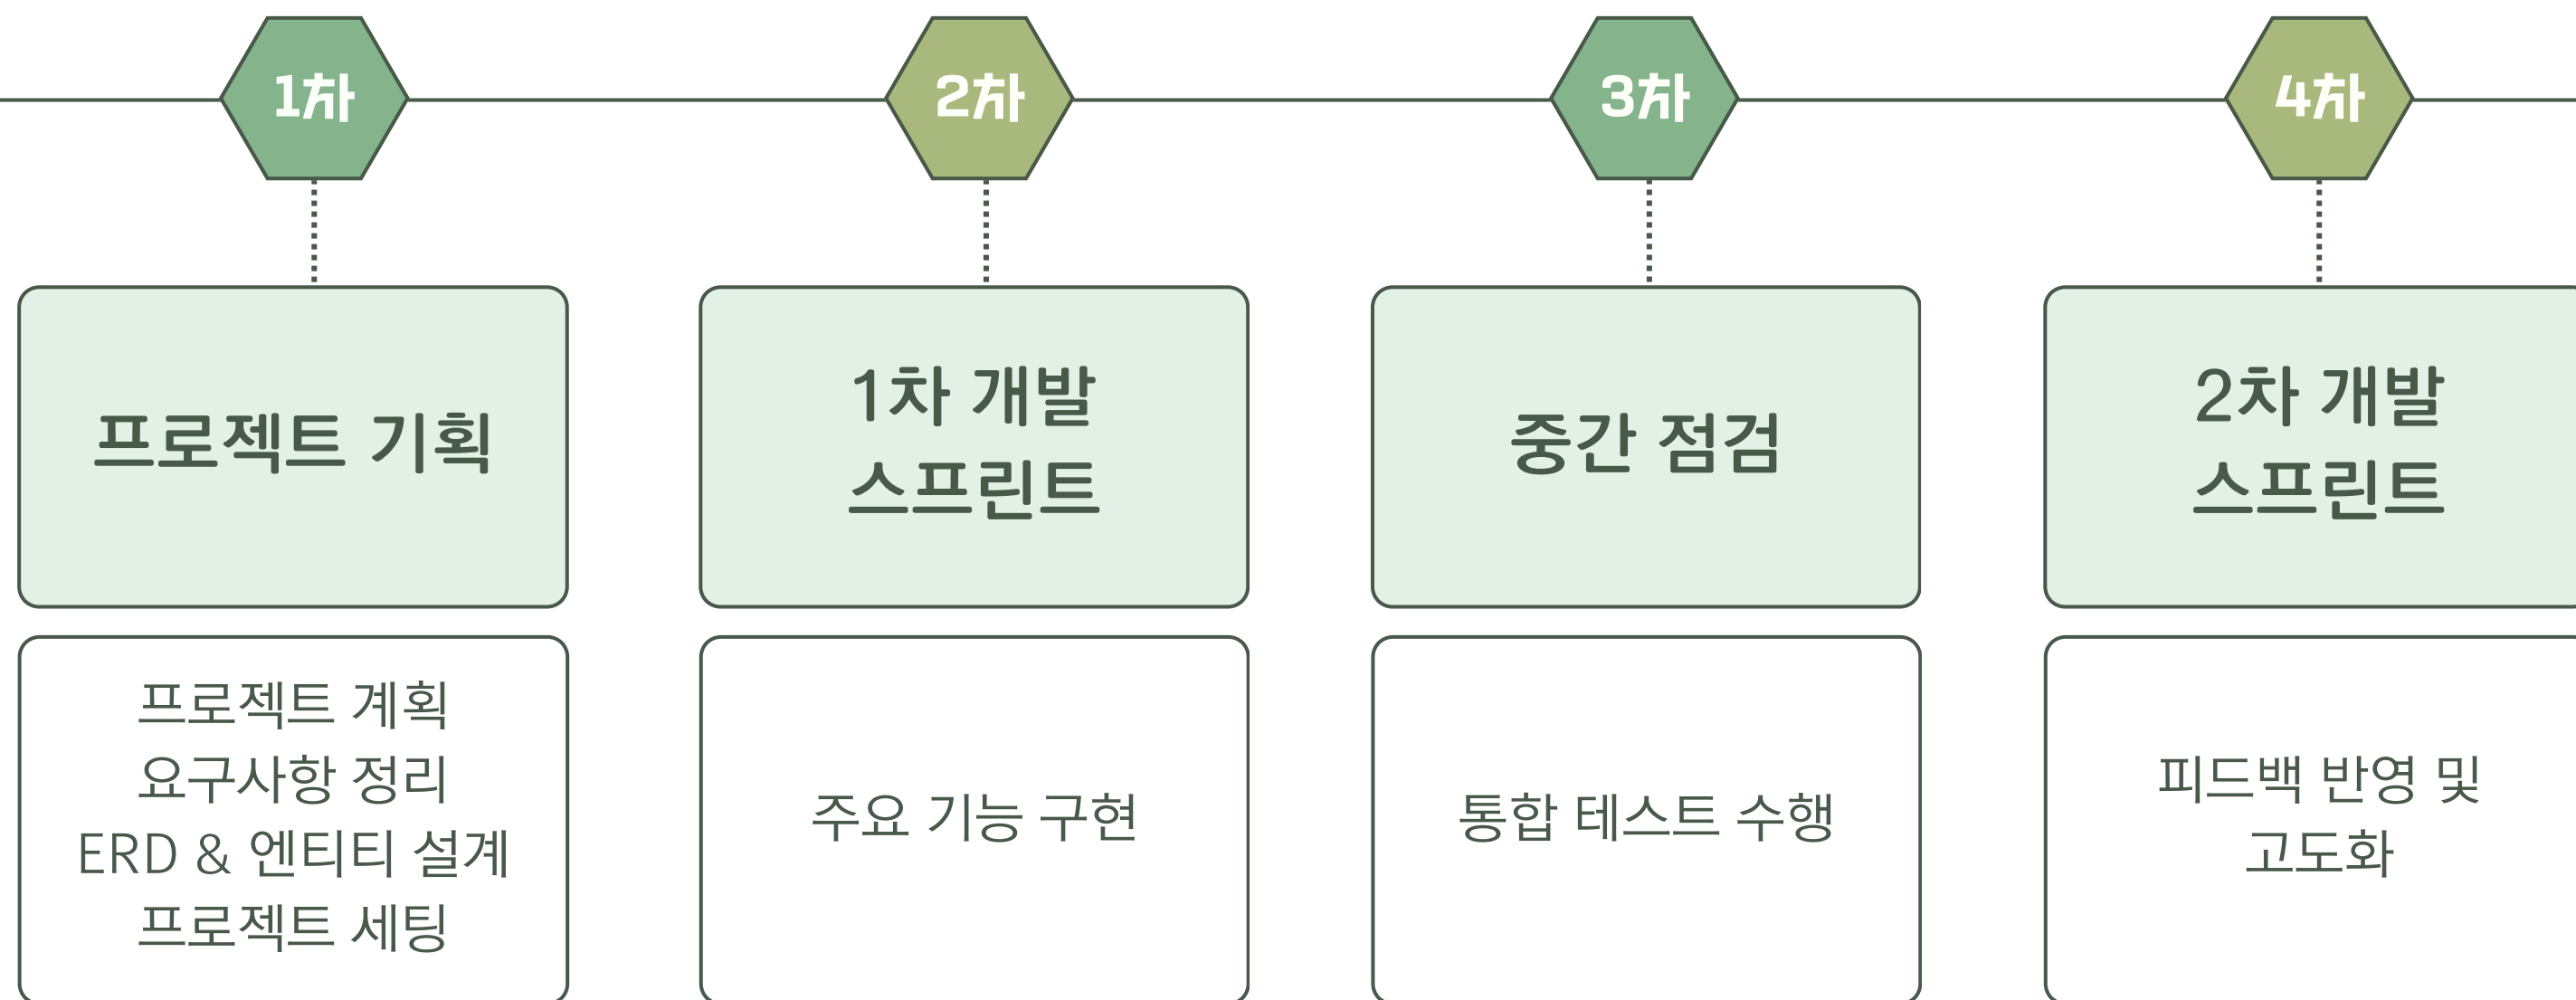 1차
2차
3차
4차
프로젝트 기획
1차 개발
스프린트
중간 점검
2차 개발
스프린트
프로젝트 계획
요구사항 정리
ERD & 엔티티 설계
프로젝트 세팅
주요 기능 구현
통합 테스트 수행
피드백 반영 및
고도화